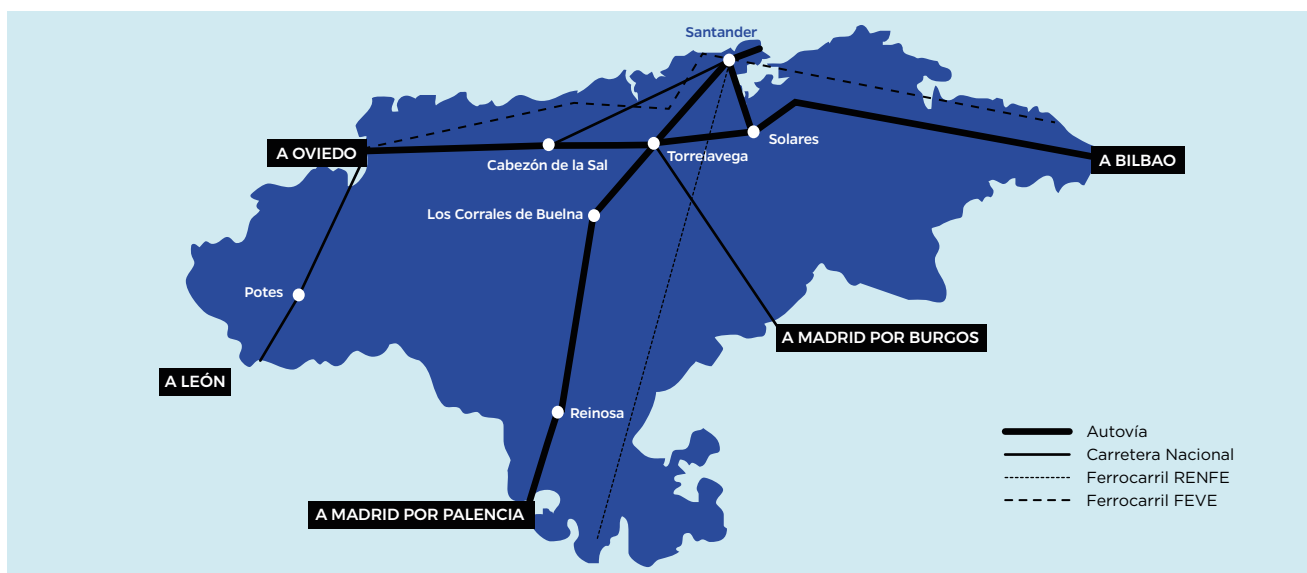 Santander
A OVIEDO
Cabezón de la Sal
Torrelavega
Solares
A BILBAO
Los Corrales de Buelna
Potes
A MADRID POR BURGOS
A LEÓN
Reinosa
A MADRID POR PALENCIA
Autovía
Carretera Nacional
Ferrocarril RENFE
Ferrocarril FEVE